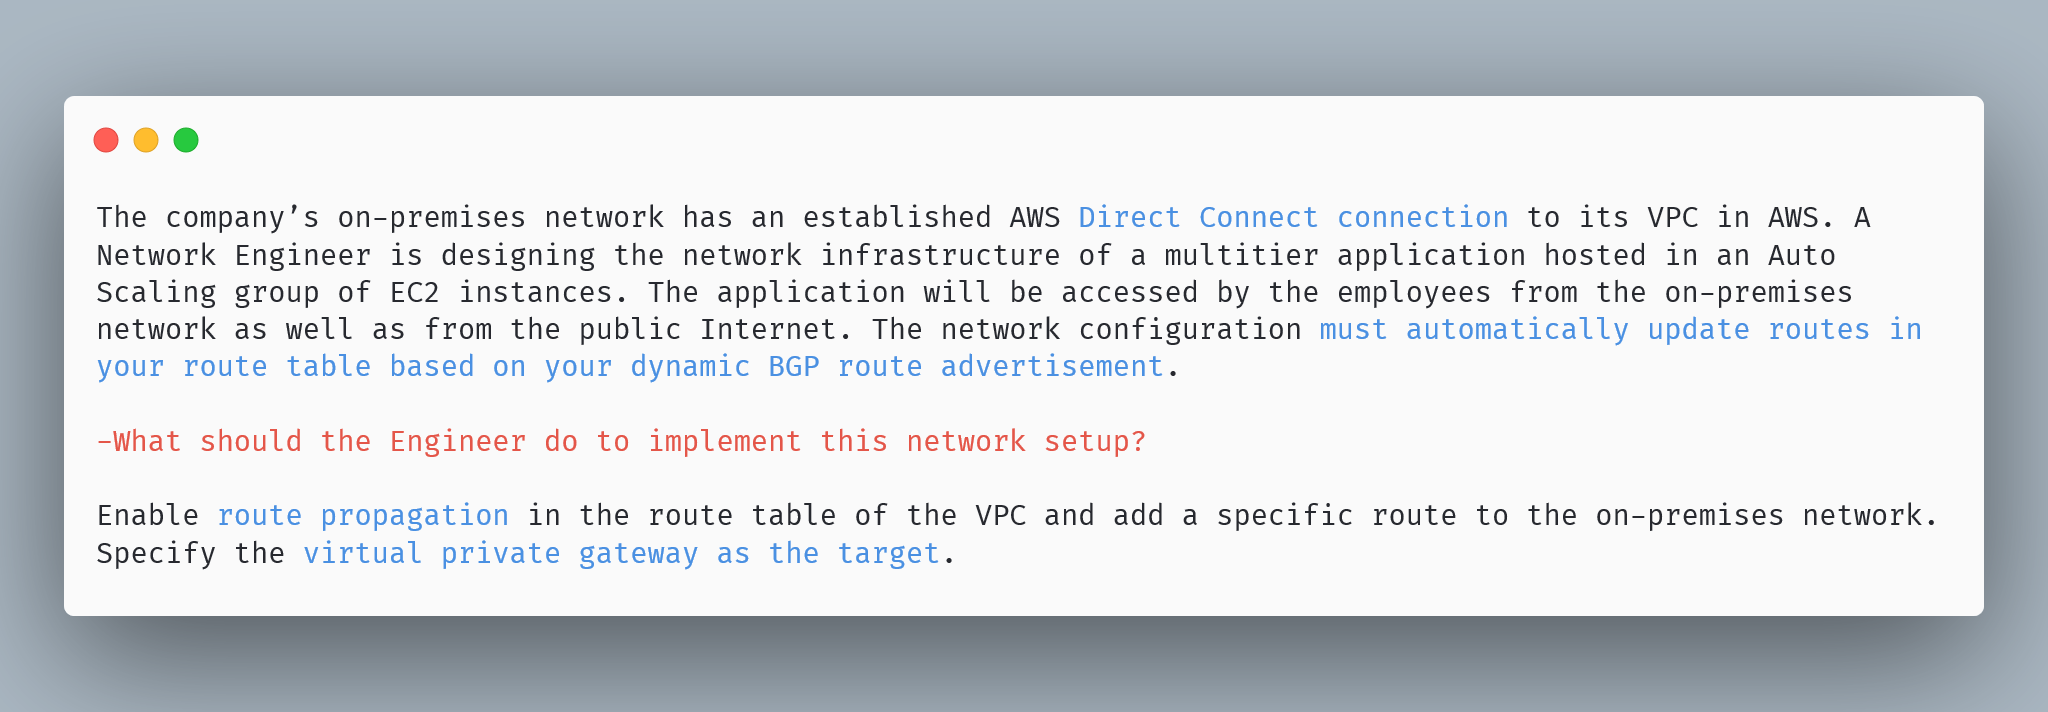 The company’s on-premises network has an established AWS Direct Connect connection to its VPC in AWS. A
Network Engineer is designing the network infrastructure of a multitier application hosted in an Auto
Scaling group of EC2 instances. The application will be accessed by the employees from the on-premises
network as well as from the public Internet. The network configuration must automatically update routes in
your route table based on your dynamic BGP route advertisement.
-What should the Engineer do to implement this network setup?
Enable route propagation in the route table of the VPC and add a specific route to the on-premises network.
Specify the virtual private gateway as the target.